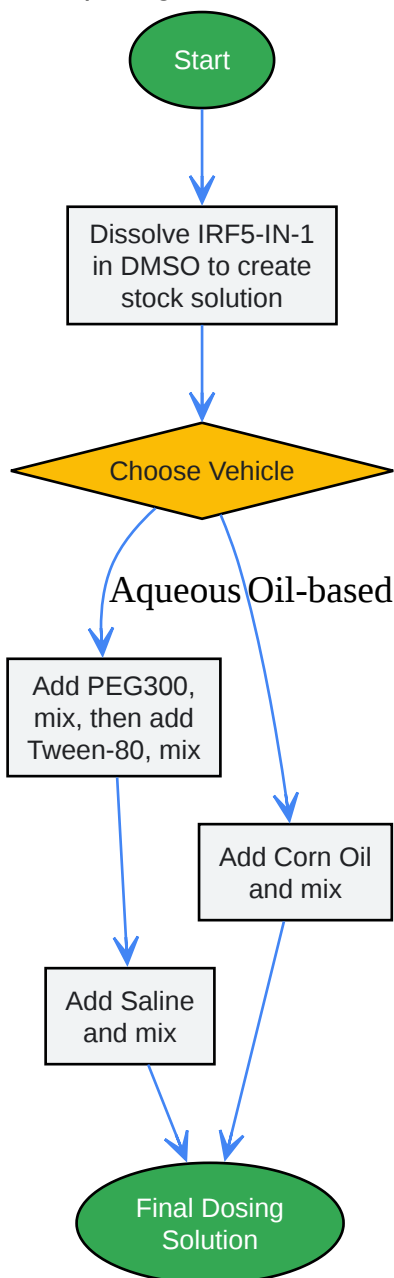 Start
Dissolve IRF5-IN-1
in DMSO to create
stock solution
Choose Vehicle
Aqueous
Oil-based
Add PEG300,
mix, then add
Tween-80, mix
Add Corn Oil
and mix
Add Saline
and mix
Final Dosing
Solution